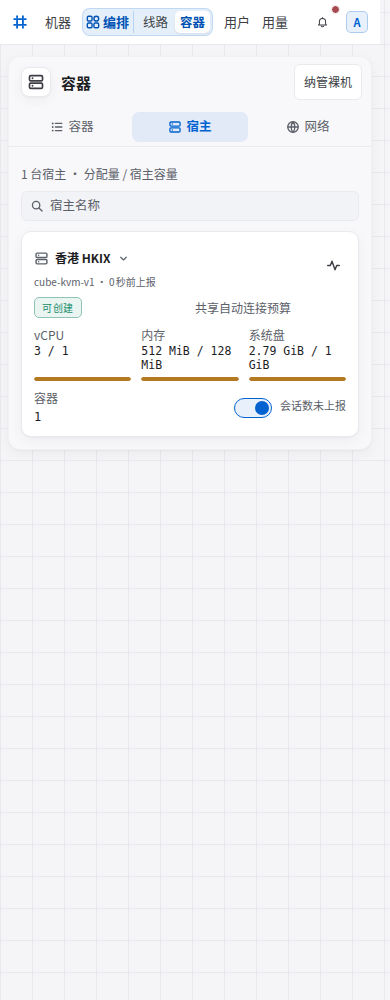 机器 编排 线路 容器 用户 用量 A
容器 纳管裸机
容器 宿主 网络
1 台宿主 · 分配量 / 宿主容量
宿主名称
香港 HKIX
cube-kvm-v1 · 0 秒前上报
可创建 共享自动连接预算
vCPU 内存 系统盘
3 / 1 512 MiB / 128 MiB 2.79 GiB / 1 GiB
容器
1 会话数未上报